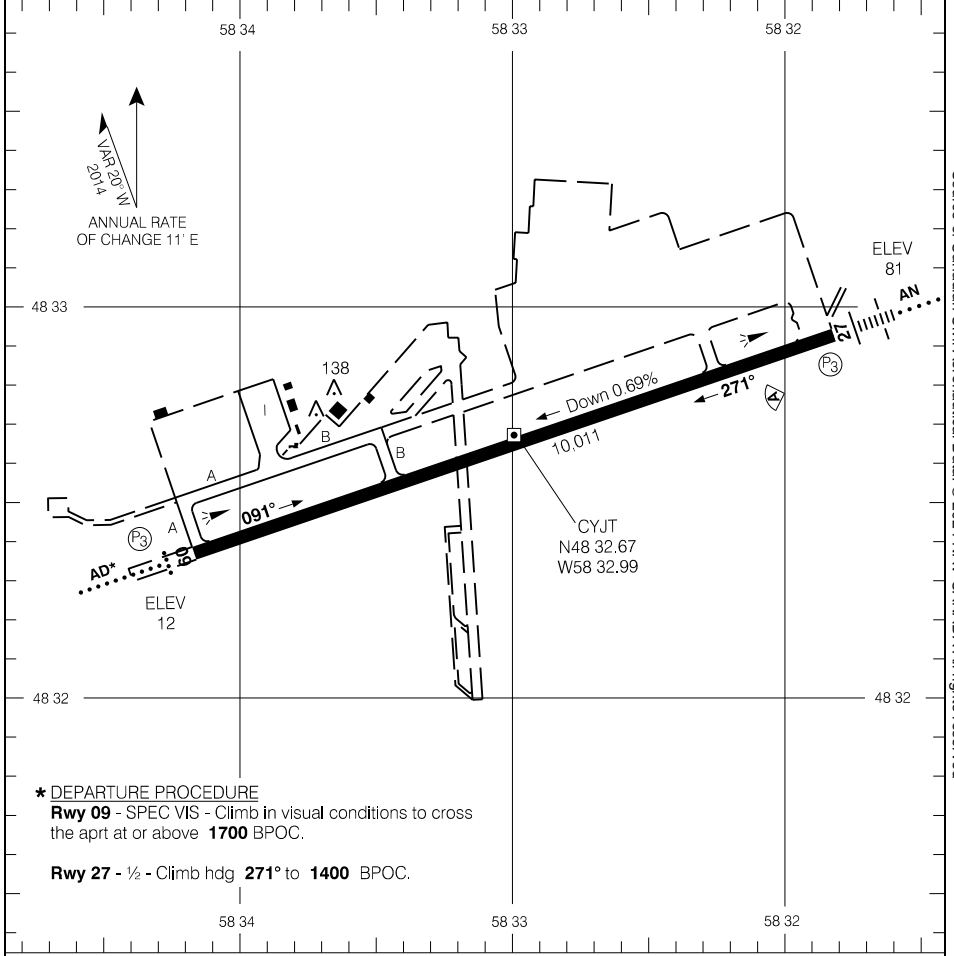 58 34
58 33
58 32
VAR 20° W
2014
ANNUAL RATE
OF CHANGE 11' E
ELEV
81
AN
48 33
27
P3
138
Down 0.69%
271°
A
I
B
10,011
A
B
091°
A
P3
CYJT
N48 32.67
W58 32.99
09
AD*
ELEV
12
48 32
48 32
* DEPARTURE PROCEDURE
Rwy 09 - SPEC VIS - Climb in visual conditions to cross
the aprt at or above 1700 BPOC.
Rwy 27 - ½ - Climb hdg 271° to 1400 BPOC.
58 34
58 33
58 32